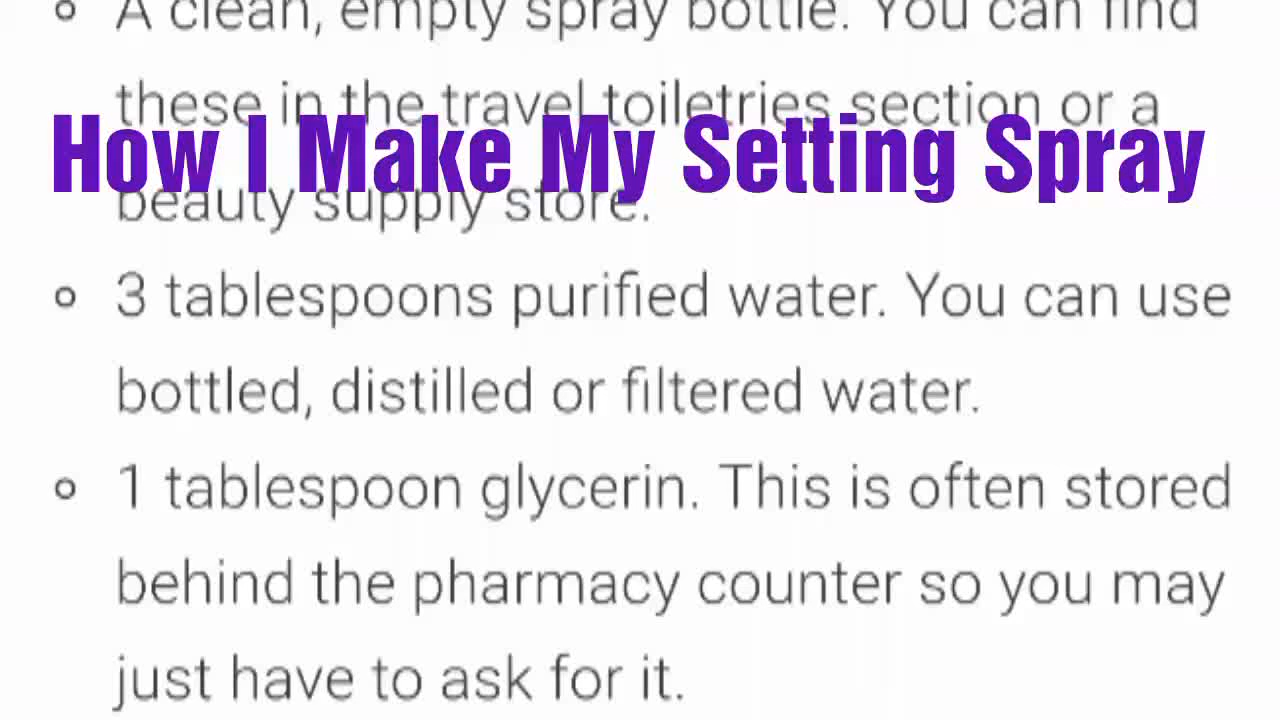 A clean, empty spray bottle. You can find
these in the travel toiletries section or a
How I Make My Setting Spray
beauty supply store.
3 tablespoons purified water. You can use
bottled, distilled or filtered water.
1 tablespoon glycerin. This is often stored
behind the pharmacy counter so you may
just have to ask for it.